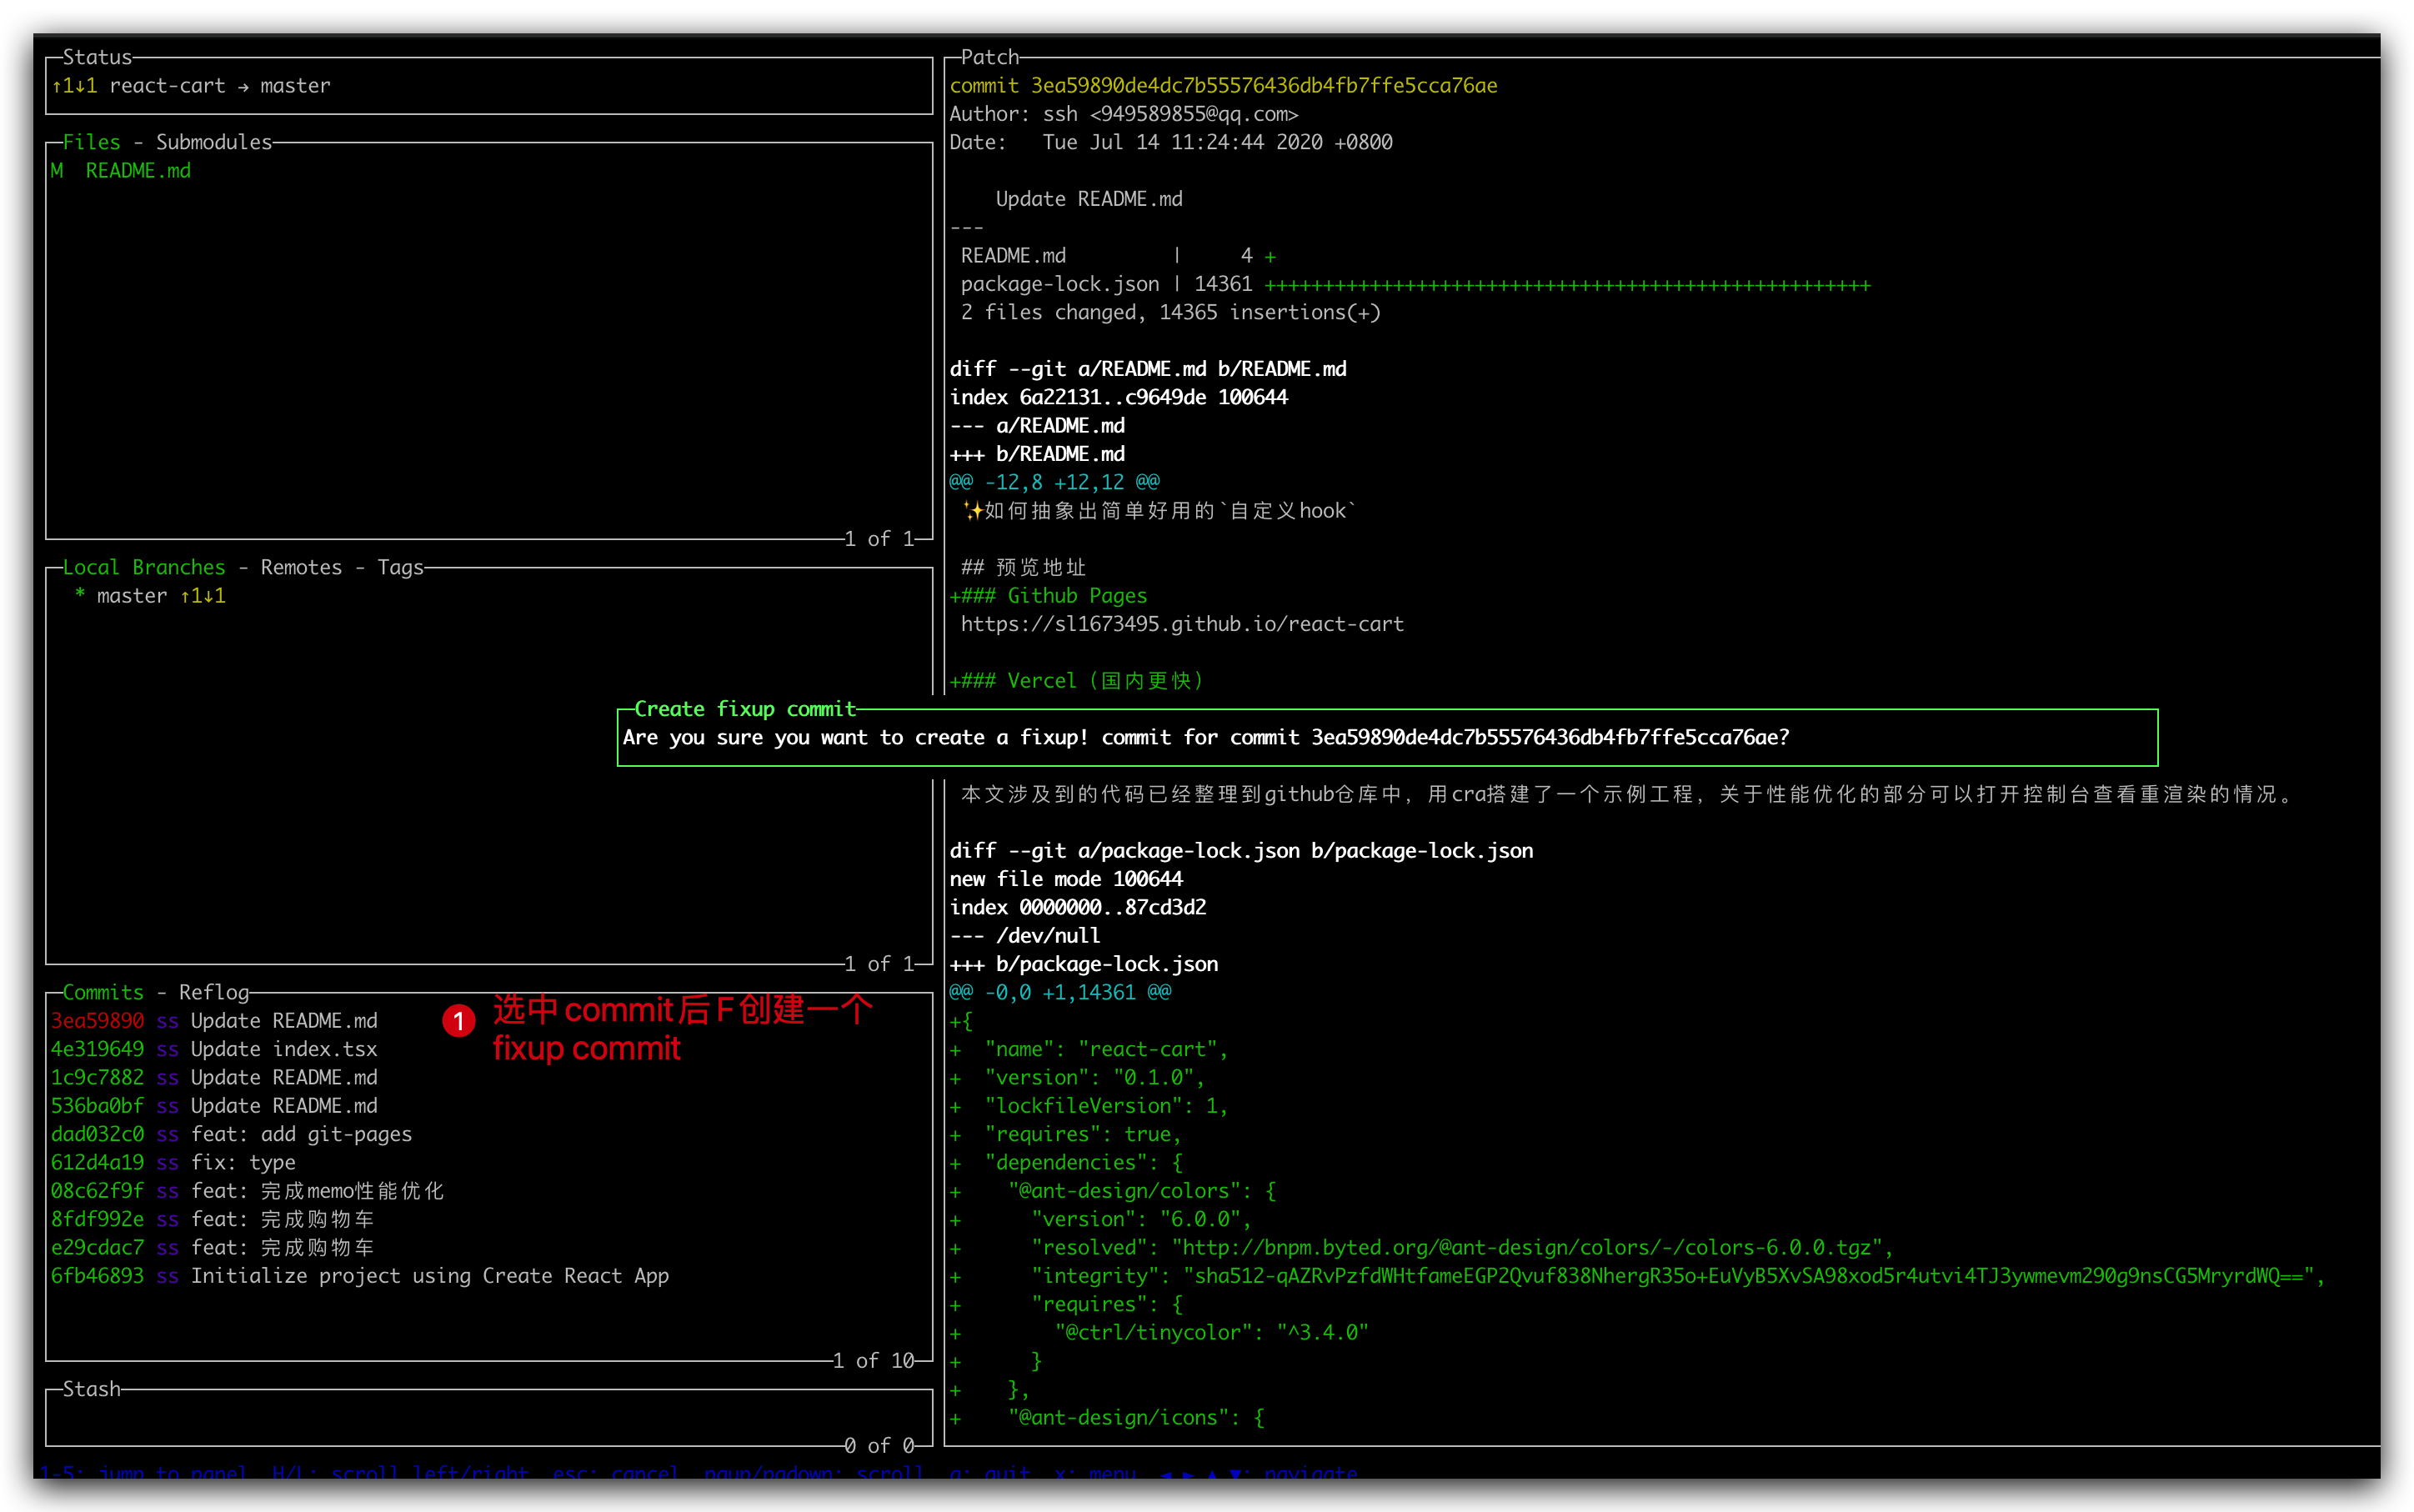 Status
↑1↓1 react-cart → master
Files - Submodules
M  README.md
1 of 1
Local Branches - Remotes - Tags
* master ↑1↓1
1 of 1
Commits - Reflog
3ea59890 ss Update README.md
4e319649 ss Update index.tsx
1c9c7882 ss Update README.md
536ba0bf ss Update README.md
dad032c0 ss feat: add git-pages
612d4a19 ss fix: type
08c62f9f ss feat: 完成memo性能优化
8fdf992e ss feat: 完成购物车
e29cdac7 ss feat: 完成购物车
6fb46893 ss Initialize project using Create React App
1 of 10
1 选中 commit 后 F 创建一个
fixup commit
Stash
0 of 0
Patch
commit 3ea59890de4dc7b55576436db4fb7ffe5cca76ae
Author: ssh <949589855@qq.com>
Date:   Tue Jul 14 11:24:44 2020 +0800
Update README.md
---
README.md         |     4 +
package-lock.json | 14361 ++++++++++++++++++++++++++++++++++++++++++++++++++++
2 files changed, 14365 insertions(+)
diff --git a/README.md b/README.md
index 6a22131..c9649de 100644
--- a/README.md
+++ b/README.md
@@ -12,8 +12,12 @@
✨如何抽象出简单好用的`自定义hook`
## 预览地址
+### Github Pages
https://sl1673495.github.io/react-cart
+### Vercel（国内更快）
Create fixup commit
Are you sure you want to create a fixup! commit for commit 3ea59890de4dc7b55576436db4fb7ffe5cca76ae?
本文涉及到的代码已经整理到github仓库中，用cra搭建了一个示例工程，关于性能优化的部分可以打开控制台查看重渲染的情况。
diff --git a/package-lock.json b/package-lock.json
new file mode 100644
index 0000000..87cd3d2
--- /dev/null
+++ b/package-lock.json
@@ -0,0 +1,14361 @@
+{
+  "name": "react-cart",
+  "version": "0.1.0",
+  "lockfileVersion": 1,
+  "requires": true,
+  "dependencies": {
+    "@ant-design/colors": {
+      "version": "6.0.0",
+      "resolved": "http://bnpm.byted.org/@ant-design/colors/-/colors-6.0.0.tgz",
+      "integrity": "sha512-qAZRvPzfdWHtfameEGP2Qvuf838NhergR35o+EuVyB5XvSA98xod5r4utvi4TJ3ywmevm290g9nsCG5MryrdWQ==",
+      "requires": {
+        "@ctrl/tinycolor": "^3.4.0"
+      }
+    },
+    "@ant-design/icons": {
1-5: jump to panel, H/L: scroll left/right, esc: cancel, pgup/pgdown: scroll, q: quit, x: menu, ◄ ► ▲ ▼: navigate